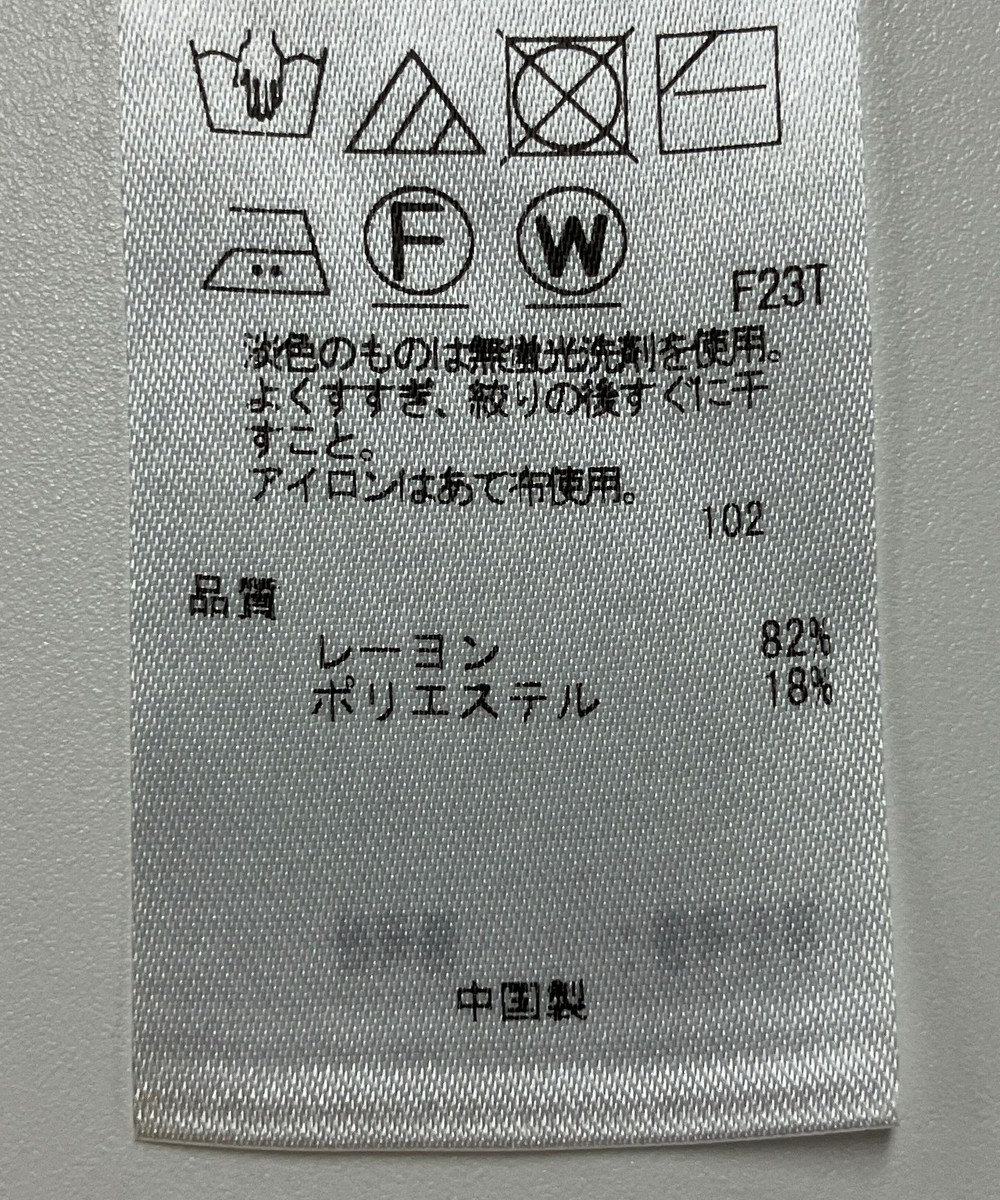 F
W
F23T
淡色のものは無蛍光洗剤を使用。
よくすすぎ、絞りの後すぐに干
すこと。
アイロンはあて布使用。
102
品質
レーヨン 82%
ポリエステル 18%
中国製